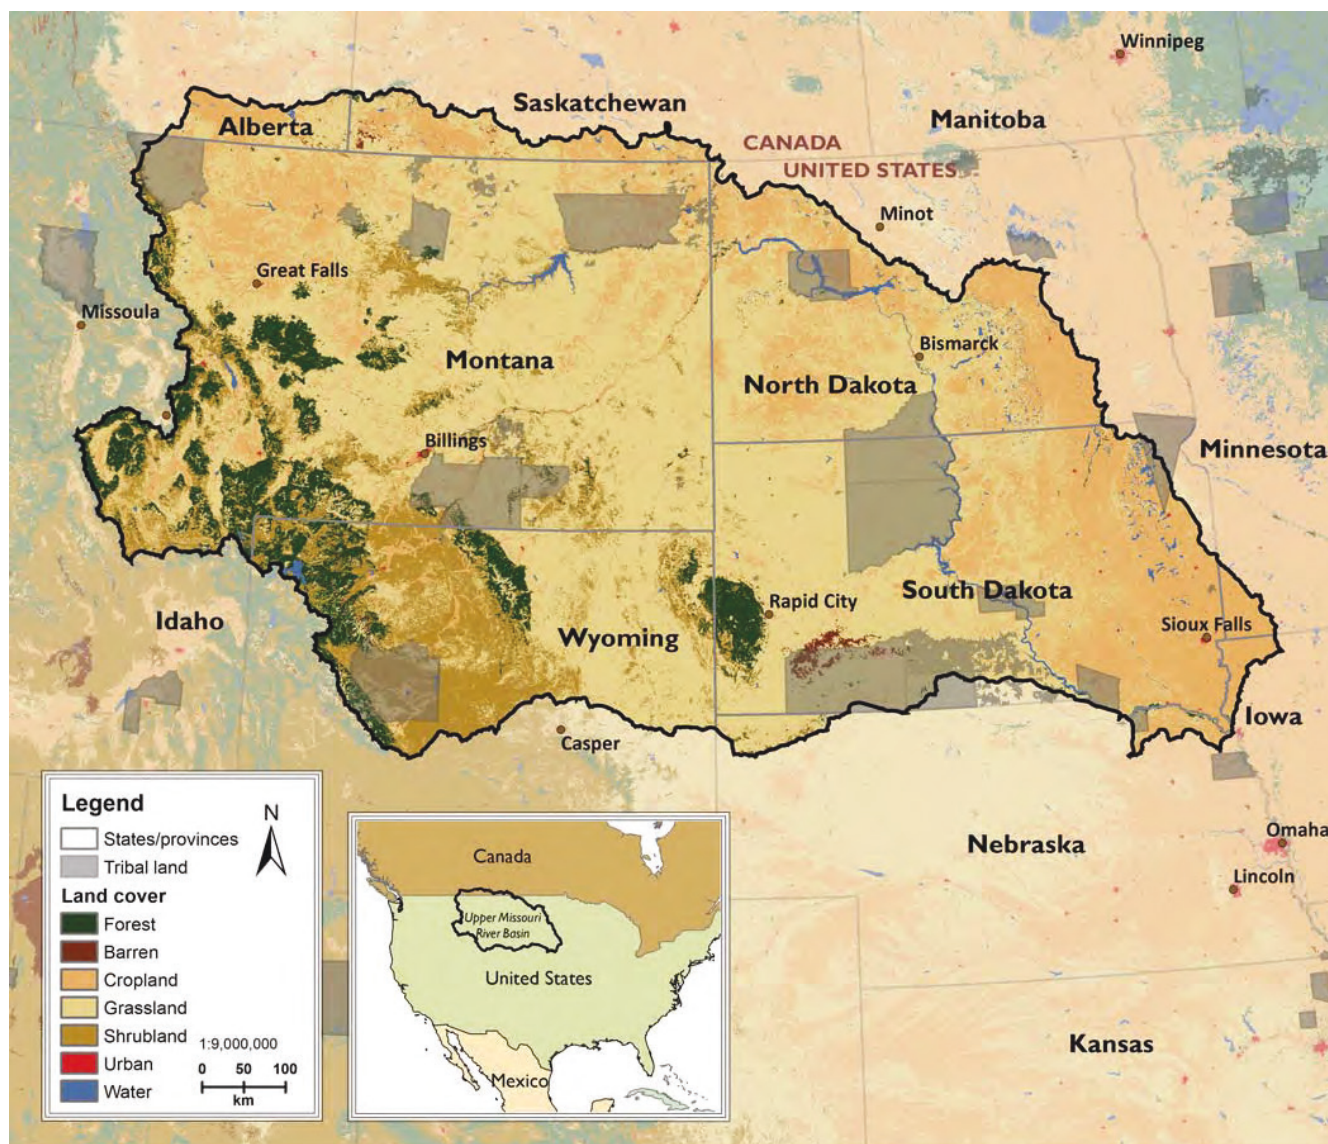 Winnipeg
Saskatchewan
Manitoba
Alberta
CANADA
UNITED STATES
Minot
Great Falls
Missoula
Bismarck
Montana
North Dakota
Billings
Minnesota
Rapid City
South Dakota
Idaho
Wyoming
Sioux Falls
Iowa
Casper
Nebraska
Omaha
Lincoln
Kansas
Legend
N
States/provinces
Tribal land
Land cover
Forest
Barren
Cropland
Grassland
Shrubland
Urban
Water
1:9,000,000
0 50 100
km
Canada
Upper Missouri
River Basin
United States
Mexico